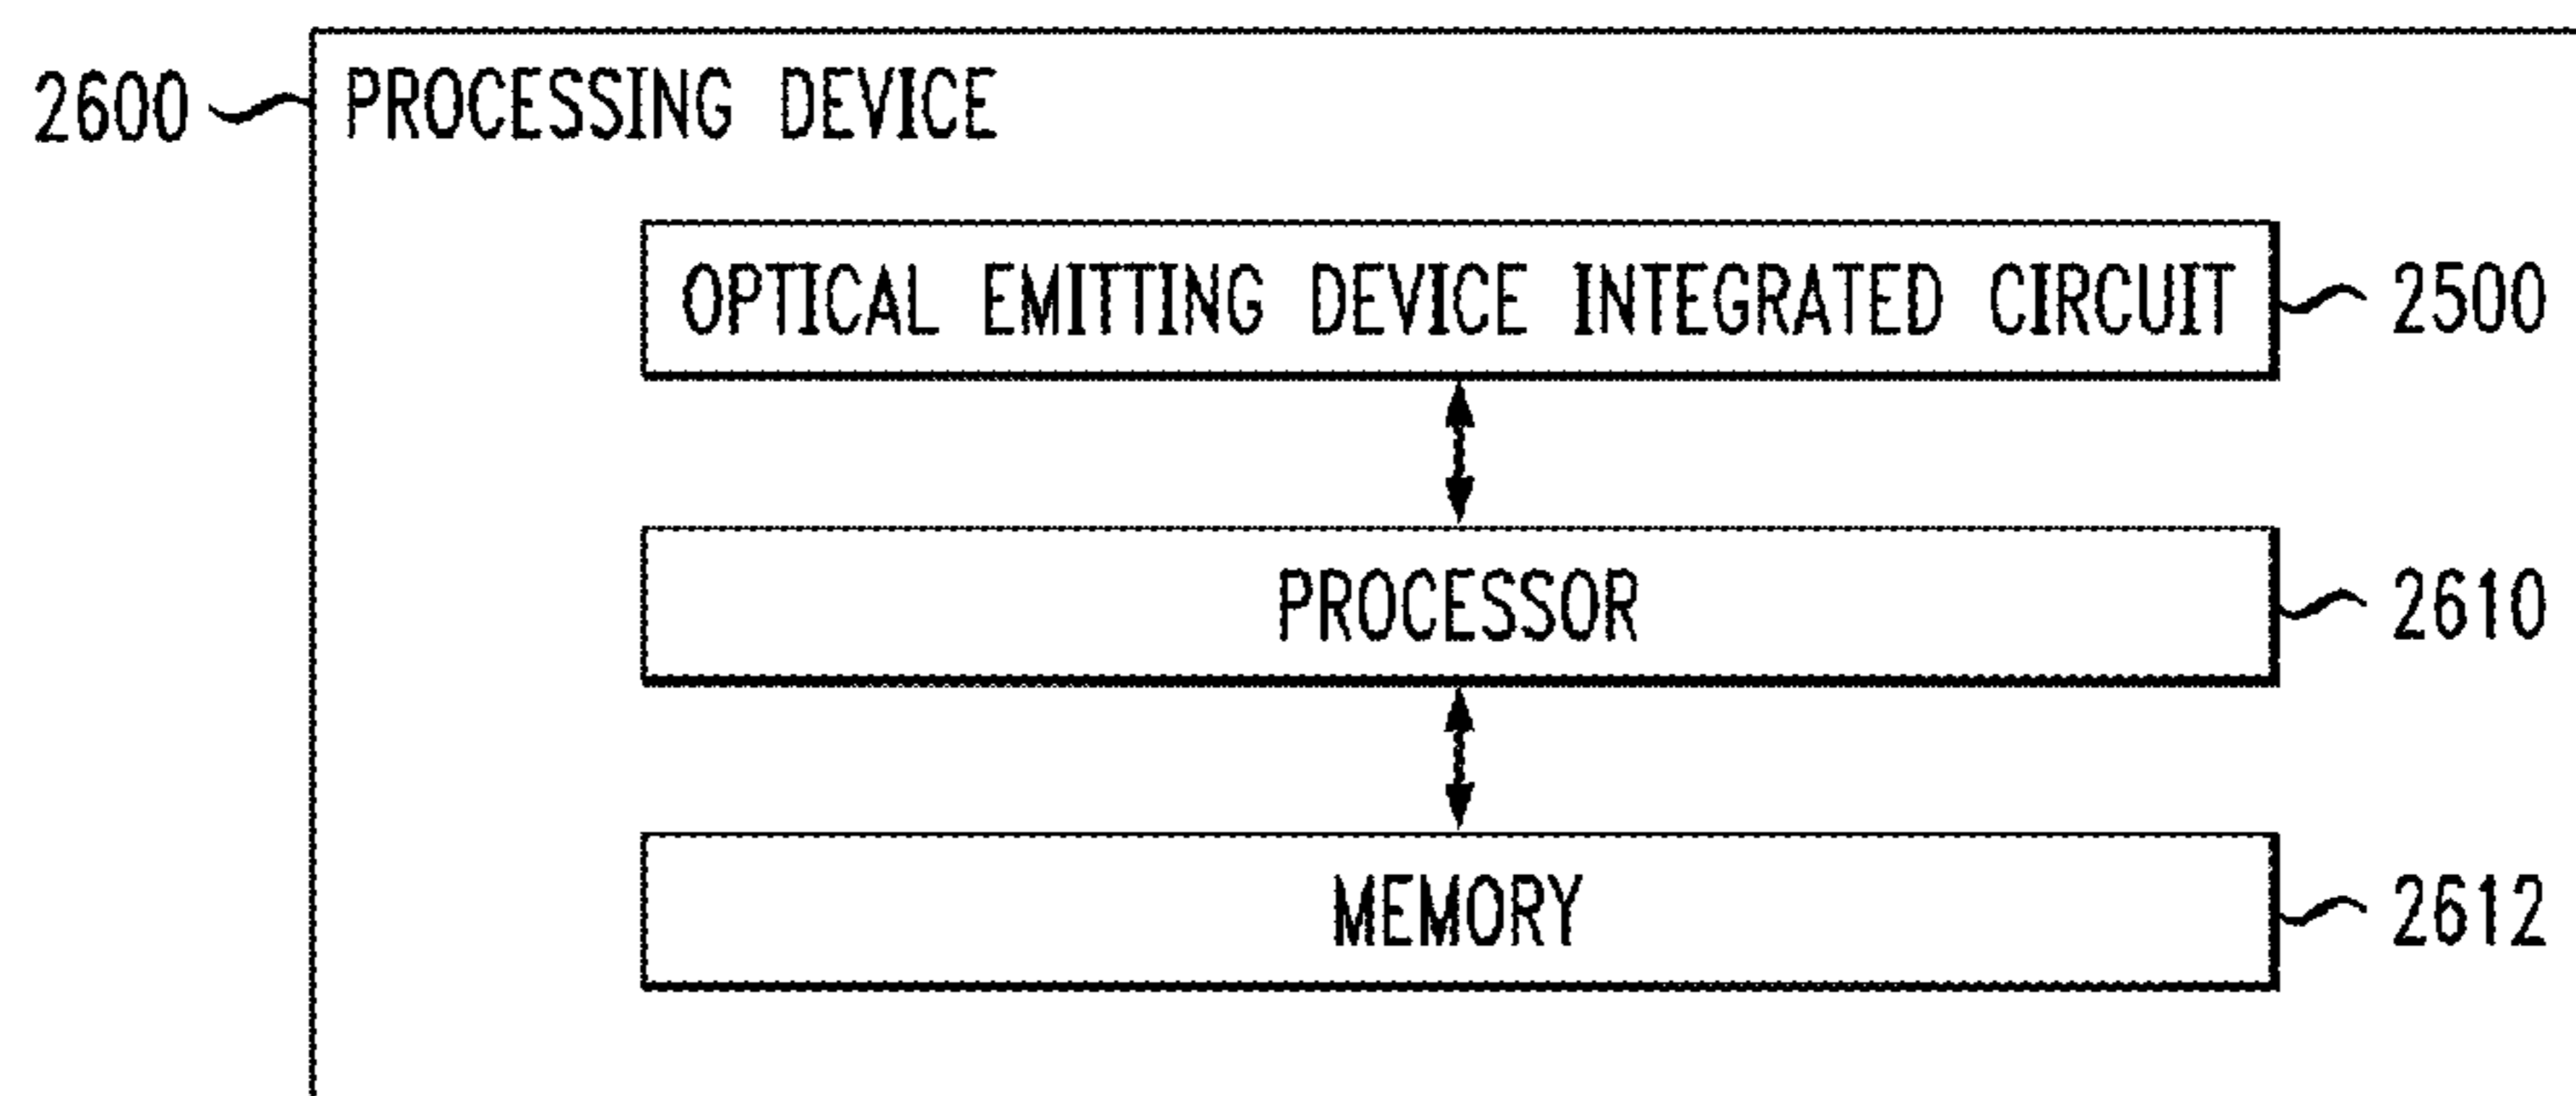 2600 PROCESSING DEVICE
OPTICAL EMITTING DEVICE INTEGRATED CIRCUIT 2500
PROCESSOR 2610
MEMORY 2612